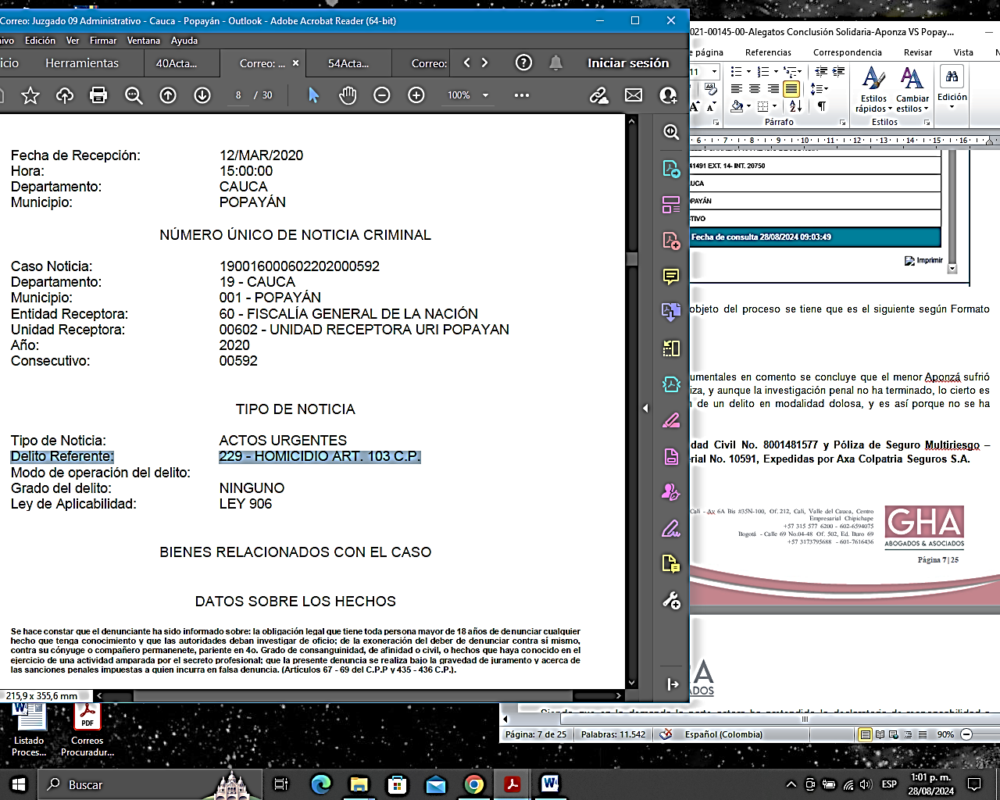 Correo: Juzgado 09 Administrativo - Cauca - Popayán - Outlook - Adobe Acrobat Reader (64-bit)
Edición Ver Firmar Ventana Ayuda
Herramientas 40Acta... Correo: ... 54Acta... Correo: Iniciar sesión
8 / 30 100%
Fecha de Recepción: 12/MAR/2020
Hora: 15:00:00
Departamento: CAUCA
Municipio: POPAYÁN
NÚMERO ÚNICO DE NOTICIA CRIMINAL
Caso Noticia: 190016000602202000592
Departamento: 19 - CAUCA
Municipio: 001 - POPAYÁN
Entidad Receptora: 60 - FISCALÍA GENERAL DE LA NACIÓN
Unidad Receptora: 00602 - UNIDAD RECEPTORA URI POPAYAN
Año: 2020
Consecutivo: 00592
TIPO DE NOTICIA
Tipo de Noticia: ACTOS URGENTES
Delito Referente: 229 - HOMICIDIO ART. 103 C.P.
Modo de operación del delito:
Grado del delito: NINGUNO
Ley de Aplicabilidad: LEY 906
BIENES RELACIONADOS CON EL CASO
DATOS SOBRE LOS HECHOS
Se hace constar que el denunciante ha sido informado sobre: la obligación legal que tiene toda persona mayor de 18 años de denunciar cualquier
hecho que tenga conocimiento y que las autoridades deban investigar de oficio; de la exoneración del deber de denunciar contra sí mismo,
contra su cónyuge o compañero permanenete, pariente en 4o. Grado de consanguinidad, de afinidad o civil, o hechos que haya conocido en el
ejercicio de una actividad amparada por el secreto profesional; que la presente denuncia se realiza bajo la gravedad de juramento y acerca de
las sanciones penales impuestas a quien incurra en falsa denuncia. (Artículos 67 - 69 del C.P.P y 435 - 436 C.P.).
215,9 x 355,6 mm
021-00145-00-Alegatos Conclusión Solidaria-Aponza VS Popay...
página Referencias Correspondencia Revisar Vista
11
Estilos rápidos Cambiar estilos Edición
Párrafo Estilos
6 7 8 9 10 11 12 13 14 15 16
41491 EXT. 14- INT. 20750
UCA
PAYÁN
TIVO
Fecha de consulta 28/08/2024 09:03:49
Imprimir
objeto del proceso se tiene que es el siguiente según Formato
umentales en comento se concluye que el menor Aponzá sufrió
iza, y aunque la investigación penal no ha terminado, lo cierto es
de un delito en modalidad dolosa, y es así porque no se ha
dad Civil No. 8001481577 y Póliza de Seguro Multiriesgo –
rial No. 10591, Expedidas por Axa Colpatria Seguros S.A.
Cali - Av 6A Bis #35N-100, Of. 212, Cali, Valle del Cauca, Centro
Empresarial Chipichape
+57 315 577 6200 - 602-6594075
Bogotá - Calle 69 No.04-48 Of. 502, Ed. Buro 69
+57 3173795688 - 601-7616436
GHA
ABOGADOS & ASOCIADOS
Página 7|25
Página: 7 de 25 Palabras: 11.542 Español (Colombia) 90%
Listado Proces...
PDF
Correos Procuradur...
Buscar
ESP
1:01 p. m.
28/08/2024